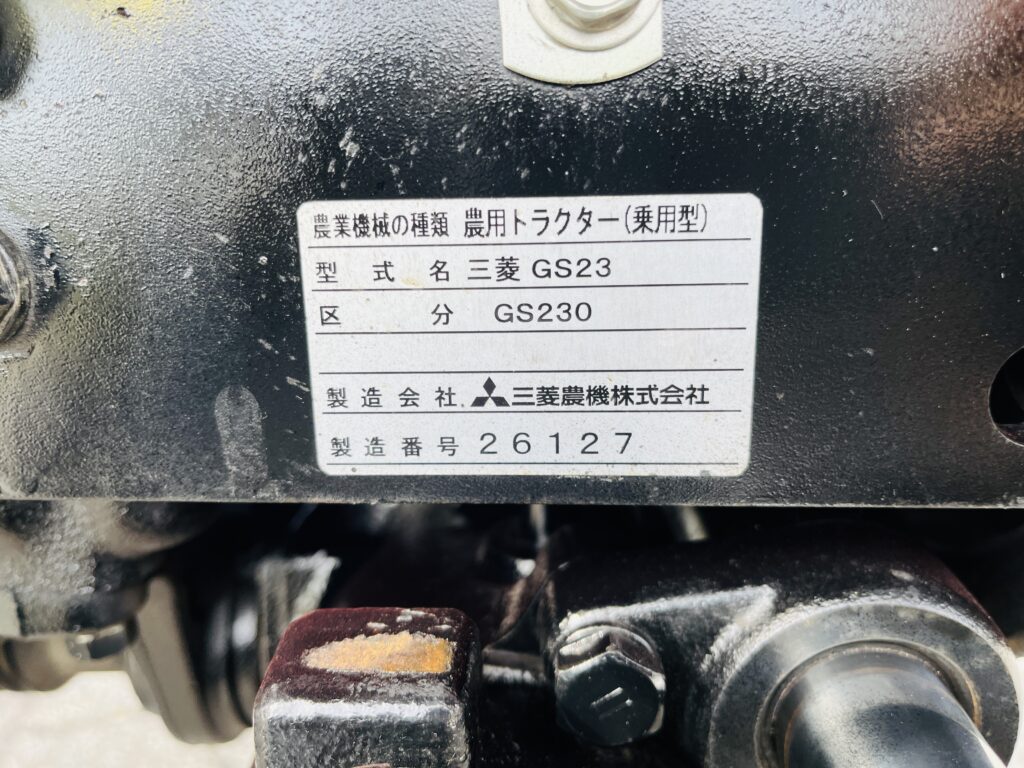 農業機械の種類 農用トラクター(乗用型)
型式名 三菱 GS23
区分 GS230
製造会社 三菱農機株式会社
製造番号 26127